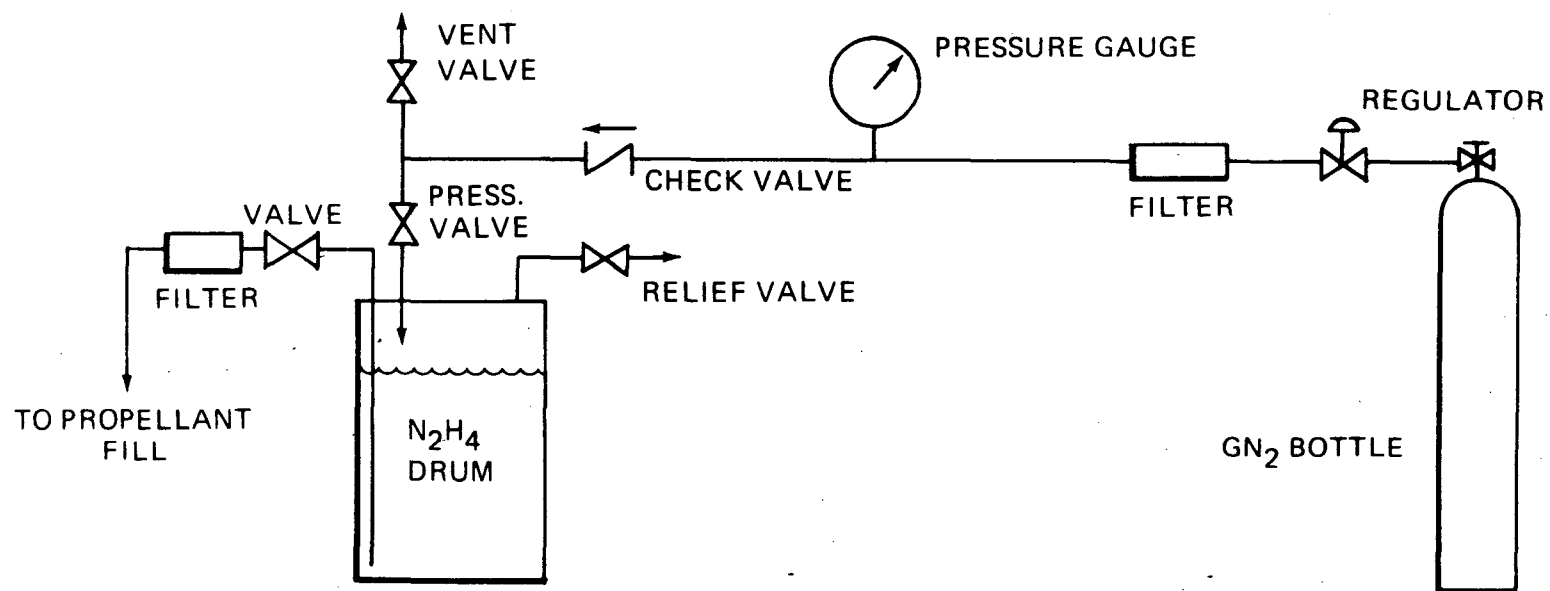 VENT
VALVE
PRESSURE GAUGE
REGULATOR
CHECK VALVE
FILTER
PRESS.
VALVE
VALVE
FILTER
RELIEF VALVE
TO PROPELLANT
FILL
N₂H₄
DRUM
GN₂ BOTTLE